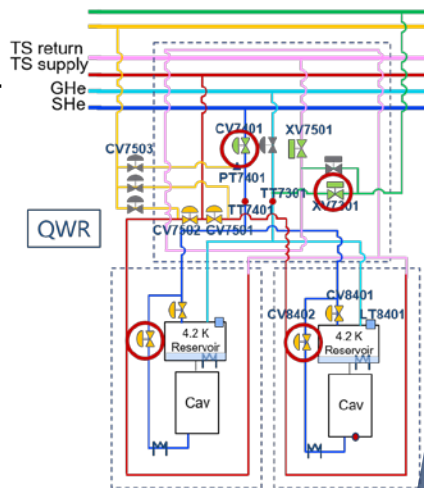 TS return
TS supply
GHe
SHe
CV7401
XV7501
CV7503
PT7401
TT7301
XV7201
TT7401
CV7502
CV7501
QWR
CV8401
CV8402
LT8401
4.2 K
Reservoir
4.2 K
Reservoir
Cav
Cav